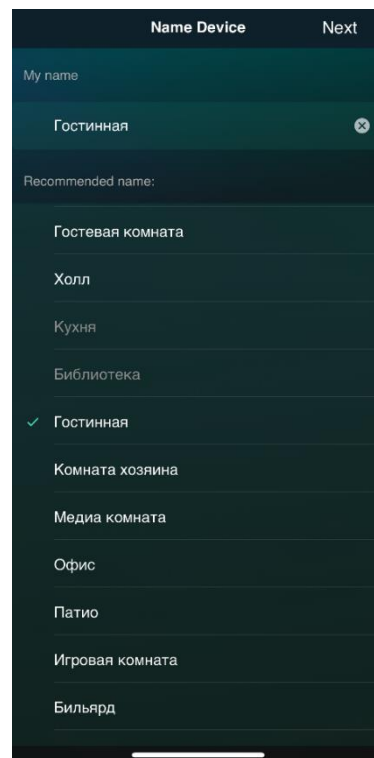 Name Device
Next
My name
Гостинная
Recommended name:
Гостевая комната
Холл
Кухня
Библиотека
Гостинная
Комната хозяина
Медиа комната
Офис
Патио
Игровая комната
Бильярд